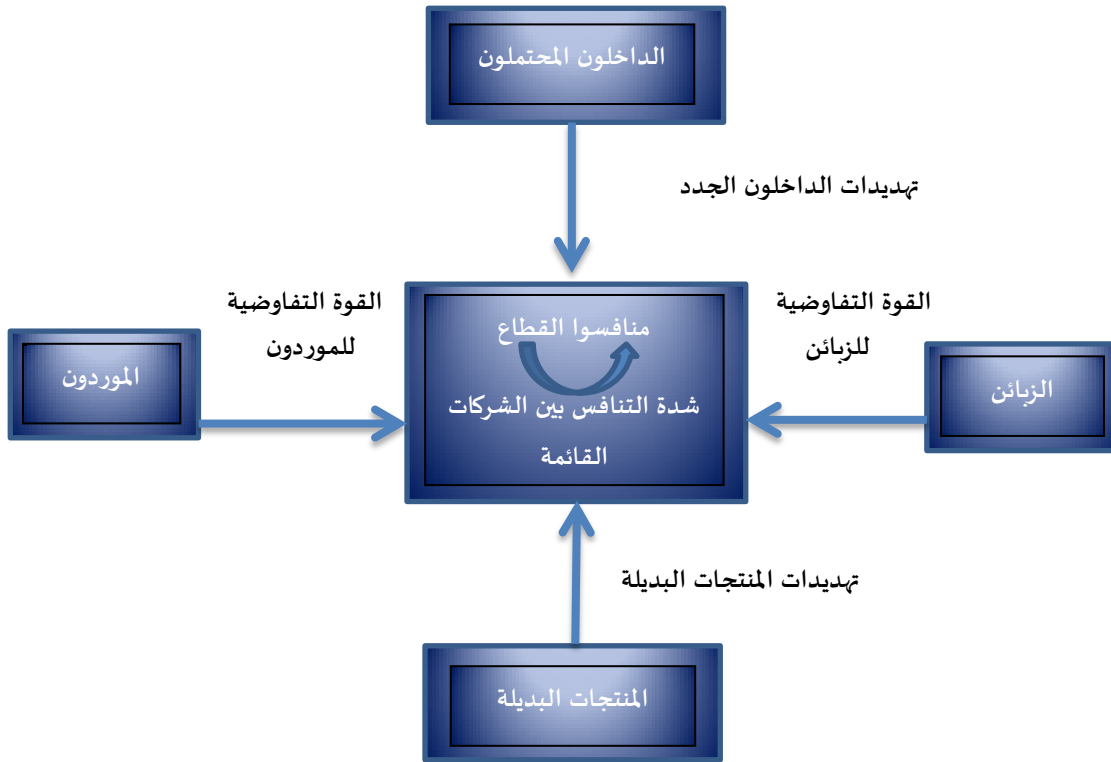 الداخلون المحتملون
تهديدات الداخلون الجدد
القوة التفاوضية
للزبائن
القوة التفاوضية
للموردون
منافسوا القطاع
شدة التنافس بين الشركات
القائمة
الزبائن
الموردون
تهديدات المنتجات البديلة
المنتجات البديلة